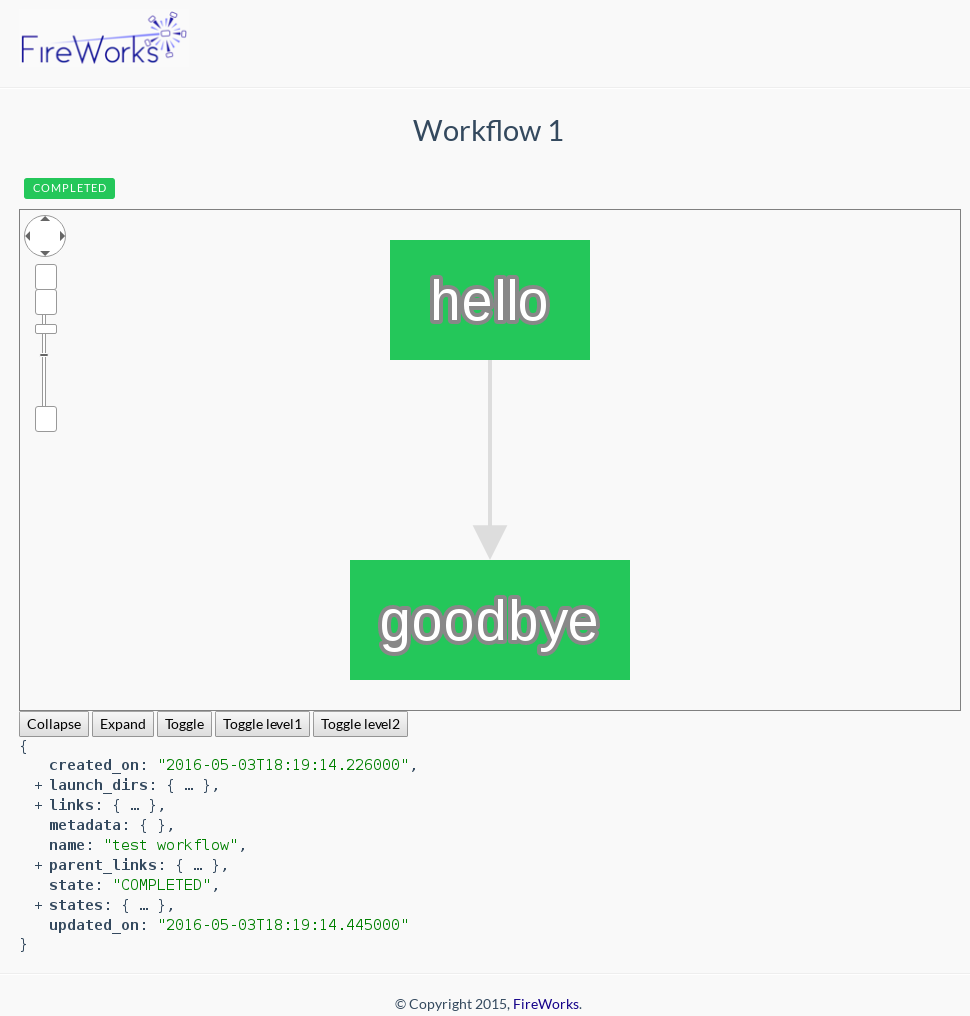 FireWorks
Workflow 1
COMPLETED
hello
goodbye
Collapse Expand Toggle Toggle level1 Toggle level2
{
created_on: "2016-05-03T18:19:14.226000",
+ launch_dirs: { … },
+ links: { … },
metadata: { },
name: "test workflow",
+ parent_links: { … },
state: "COMPLETED",
+ states: { … },
updated_on: "2016-05-03T18:19:14.445000"
}
© Copyright 2015, FireWorks.